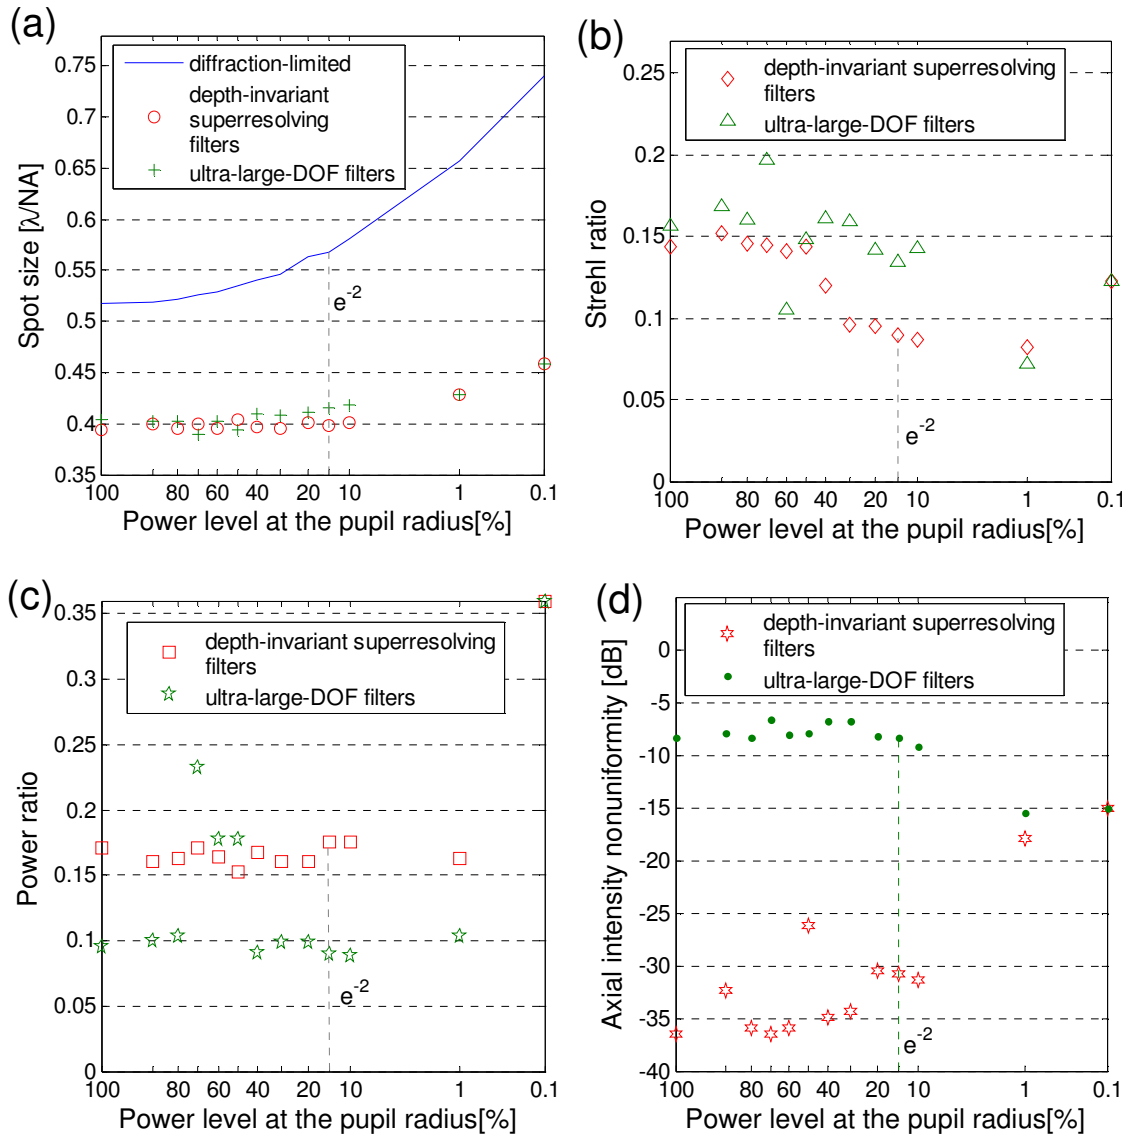 (a)
0.75
0.7
0.65
0.6
0.55
0.5
0.45
0.4
0.35
Spot size [λ/NA]
diffraction-limited
depth-invariant
superresolving
filters
ultra-large-DOF filters
e-2
100 80 60 40 20 10 1 0.1
Power level at the pupil radius[%]
(b)
0.25
0.2
0.15
0.1
0.05
0
Strehl ratio
depth-invariant superresolving
filters
ultra-large-DOF filters
e-2
100 80 60 40 20 10 1 0.1
Power level at the pupil radius[%]
(c)
0.35
0.3
0.25
0.2
0.15
0.1
0.05
0
Power ratio
depth-invariant superresolving
filters
ultra-large-DOF filters
e-2
100 80 60 40 20 10 1 0.1
Power level at the pupil radius[%]
(d)
0
-5
-10
-15
-20
-25
-30
-35
-40
Axial intensity nonuniformity [dB]
depth-invariant superresolving
filters
ultra-large-DOF filters
e-2
100 80 60 40 20 10 1 0.1
Power level at the pupil radius[%]